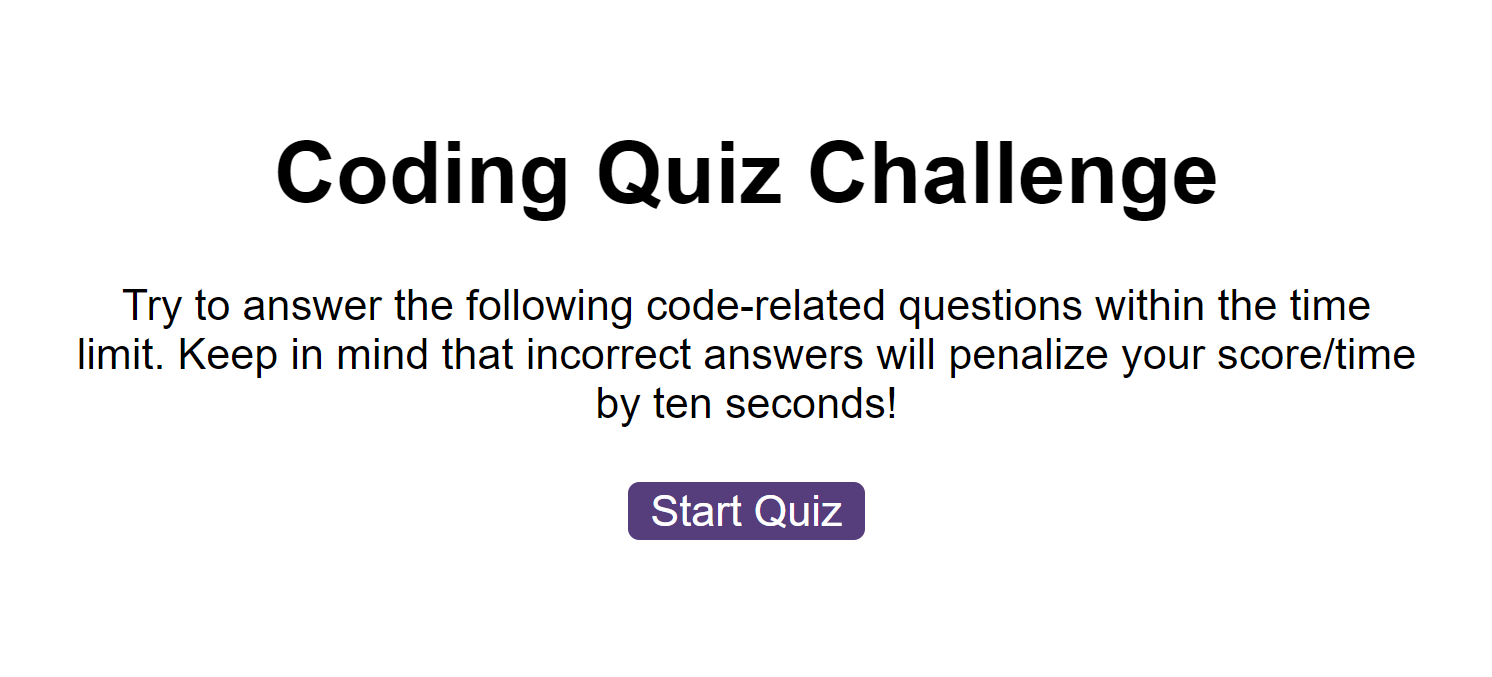 Coding Quiz Challenge
Try to answer the following code-related questions within the time
limit. Keep in mind that incorrect answers will penalize your score/time
by ten seconds!
Start Quiz